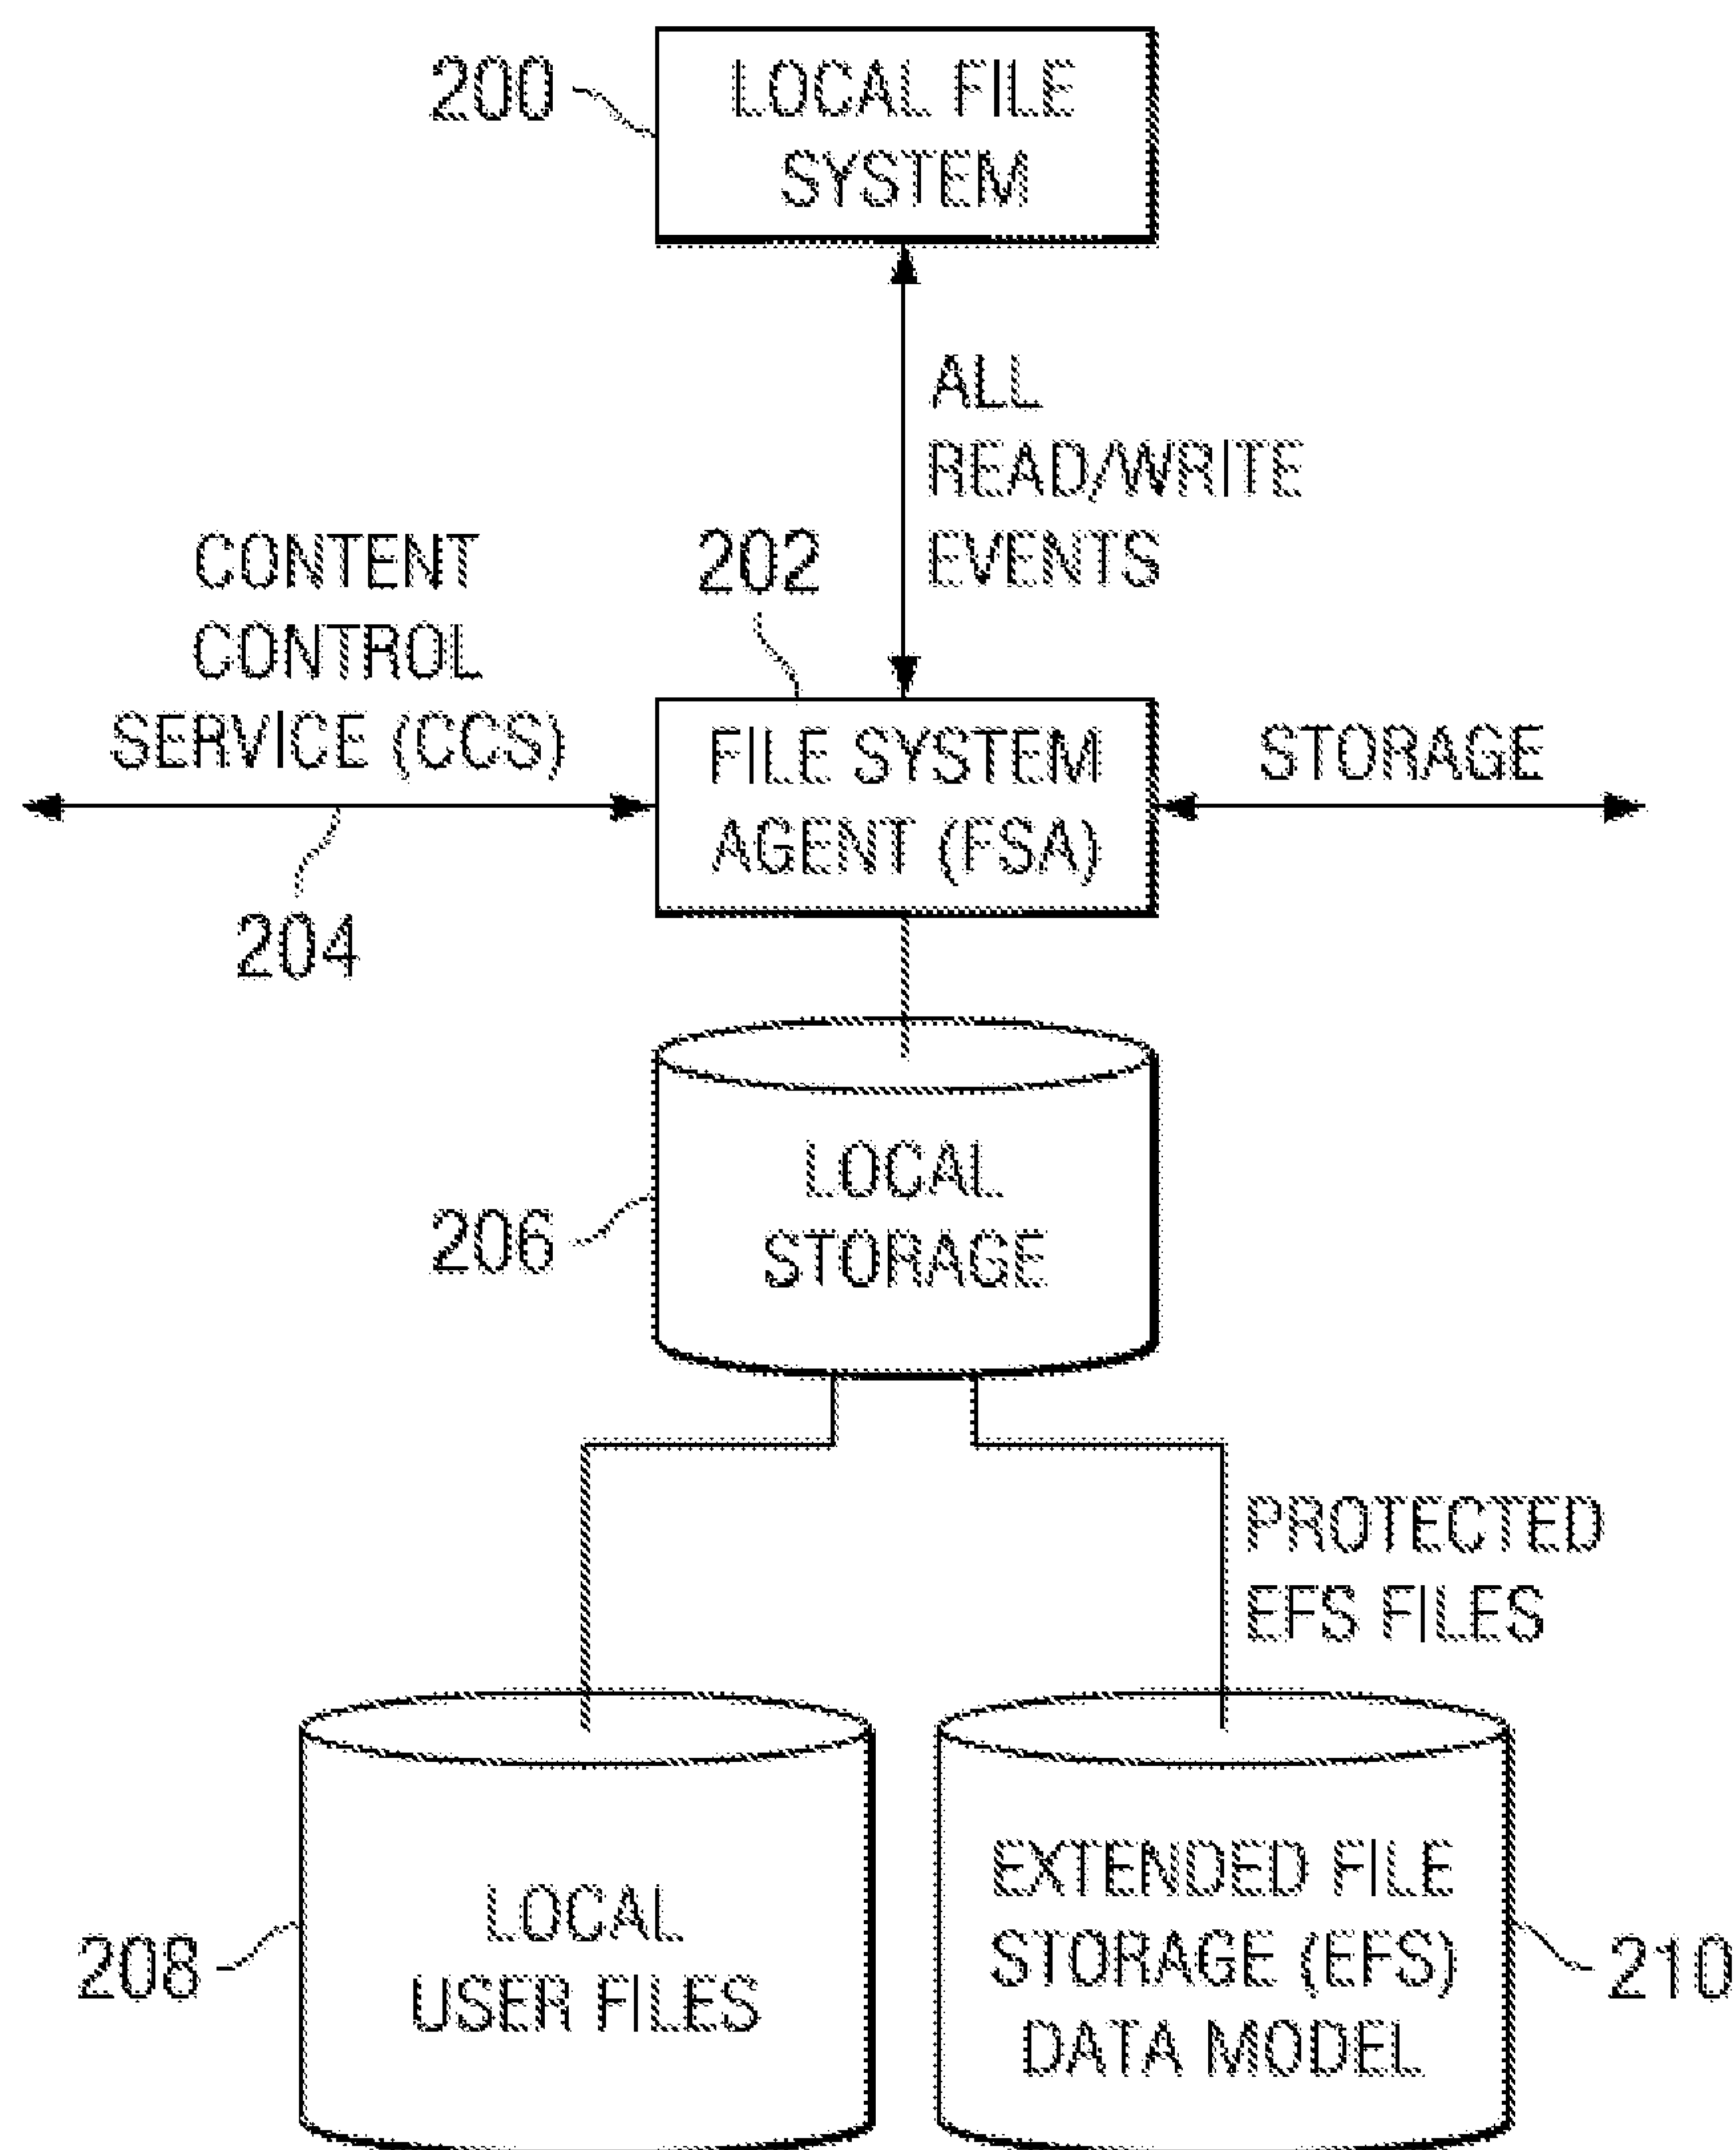 200
LOCAL FILE
SYSTEM
ALL
READ/WRITE
EVENTS
CONTENT
CONTROL
SERVICE (CCS)
202
FILE SYSTEM
AGENT (FSA)
STORAGE
204
LOCAL
STORAGE
206
PROTECTED
EFS FILES
LOCAL
USER FILES
208
EXTENDED FILE
STORAGE (EFS)
DATA MODEL
210